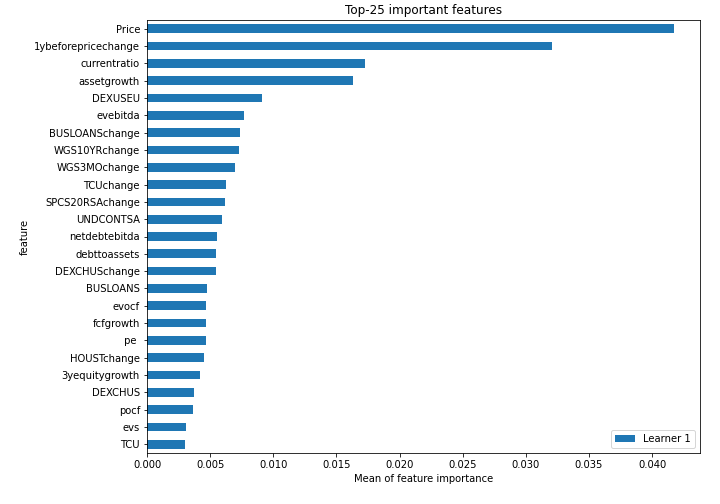 Top-25 important features
Price
1ybeforepricechange
currentratio
assetgrowth
DEXUSEU
evebitda
BUSLOANSchange
WGS10YRchange
WGS3MOchange
TCUchange
SPCS20RSAchange
UNDCONTSA
netdebtebitda
debttoassets
DEXCHUSchange
BUSLOANS
evocf
fcfgrowth
pe
HOUSTchange
3yequitygrowth
DEXCHUS
pocf
evs
TCU
feature
Learner 1
0.000 0.005 0.010 0.015 0.020 0.025 0.030 0.035 0.040
Mean of feature importance